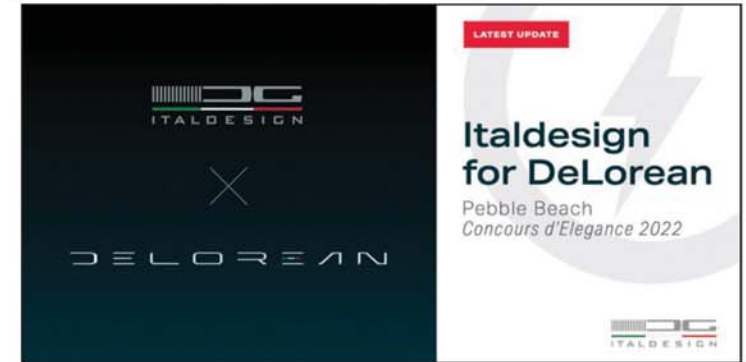 ITALDESIGN
DELOREAN
LATEST UPDATE
Italdesign
for DeLorean
Pebble Beach
Concours d'Elegance 2022
ITALDESIGN